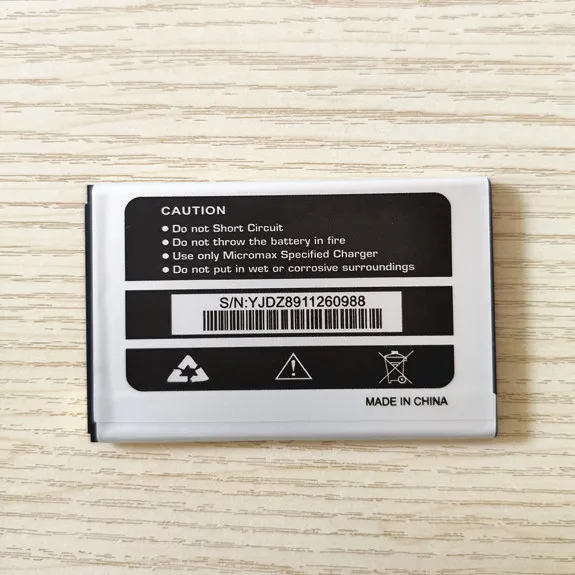 CAUTION
● Do not Short Circuit
● Do not throw the battery in fire
● Use only Micromax Specified Charger
● Do not put in wet or corrosive surroundings
S/N:YJDZ8911260988
MADE IN CHINA